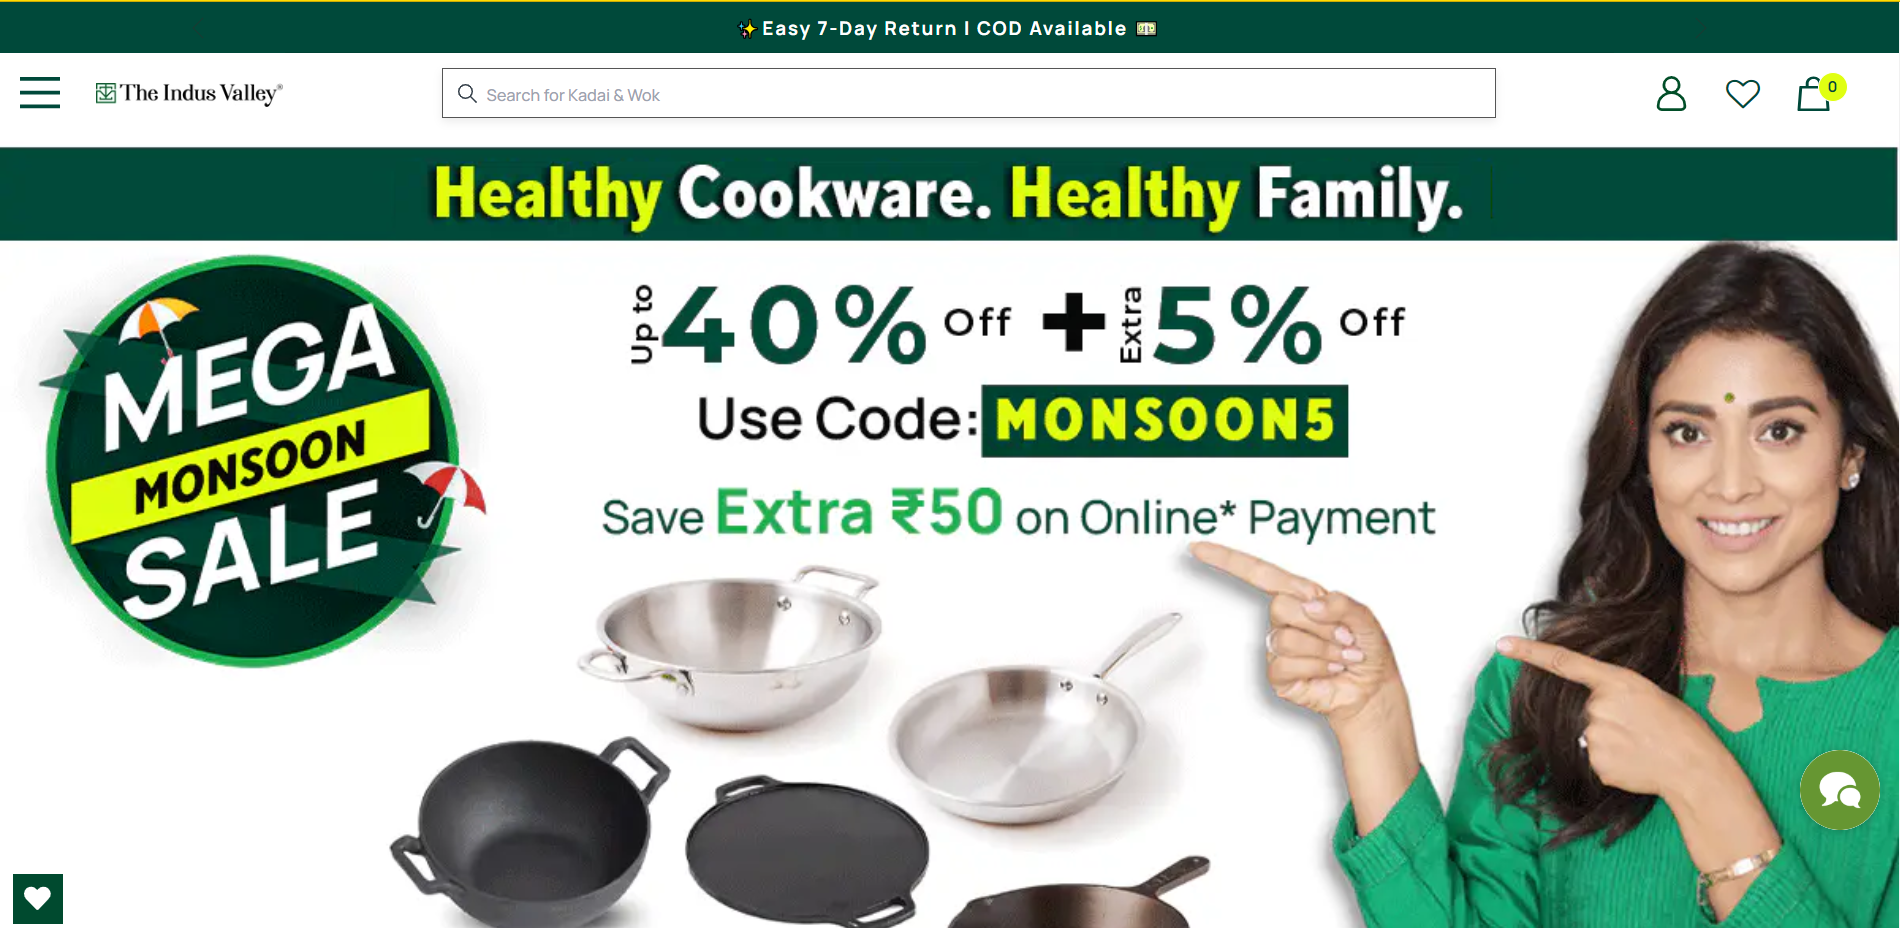 ✨Easy 7-Day Return I COD Available 💵
The Indus Valley®
Search for Kadai & Wok
0
Healthy Cookware. Healthy Family.
MEGA
MONSOON
SALE
Up to 40% Off + Extra 5% Off
Use Code: MONSOON5
Save Extra ₹50 on Online* Payment